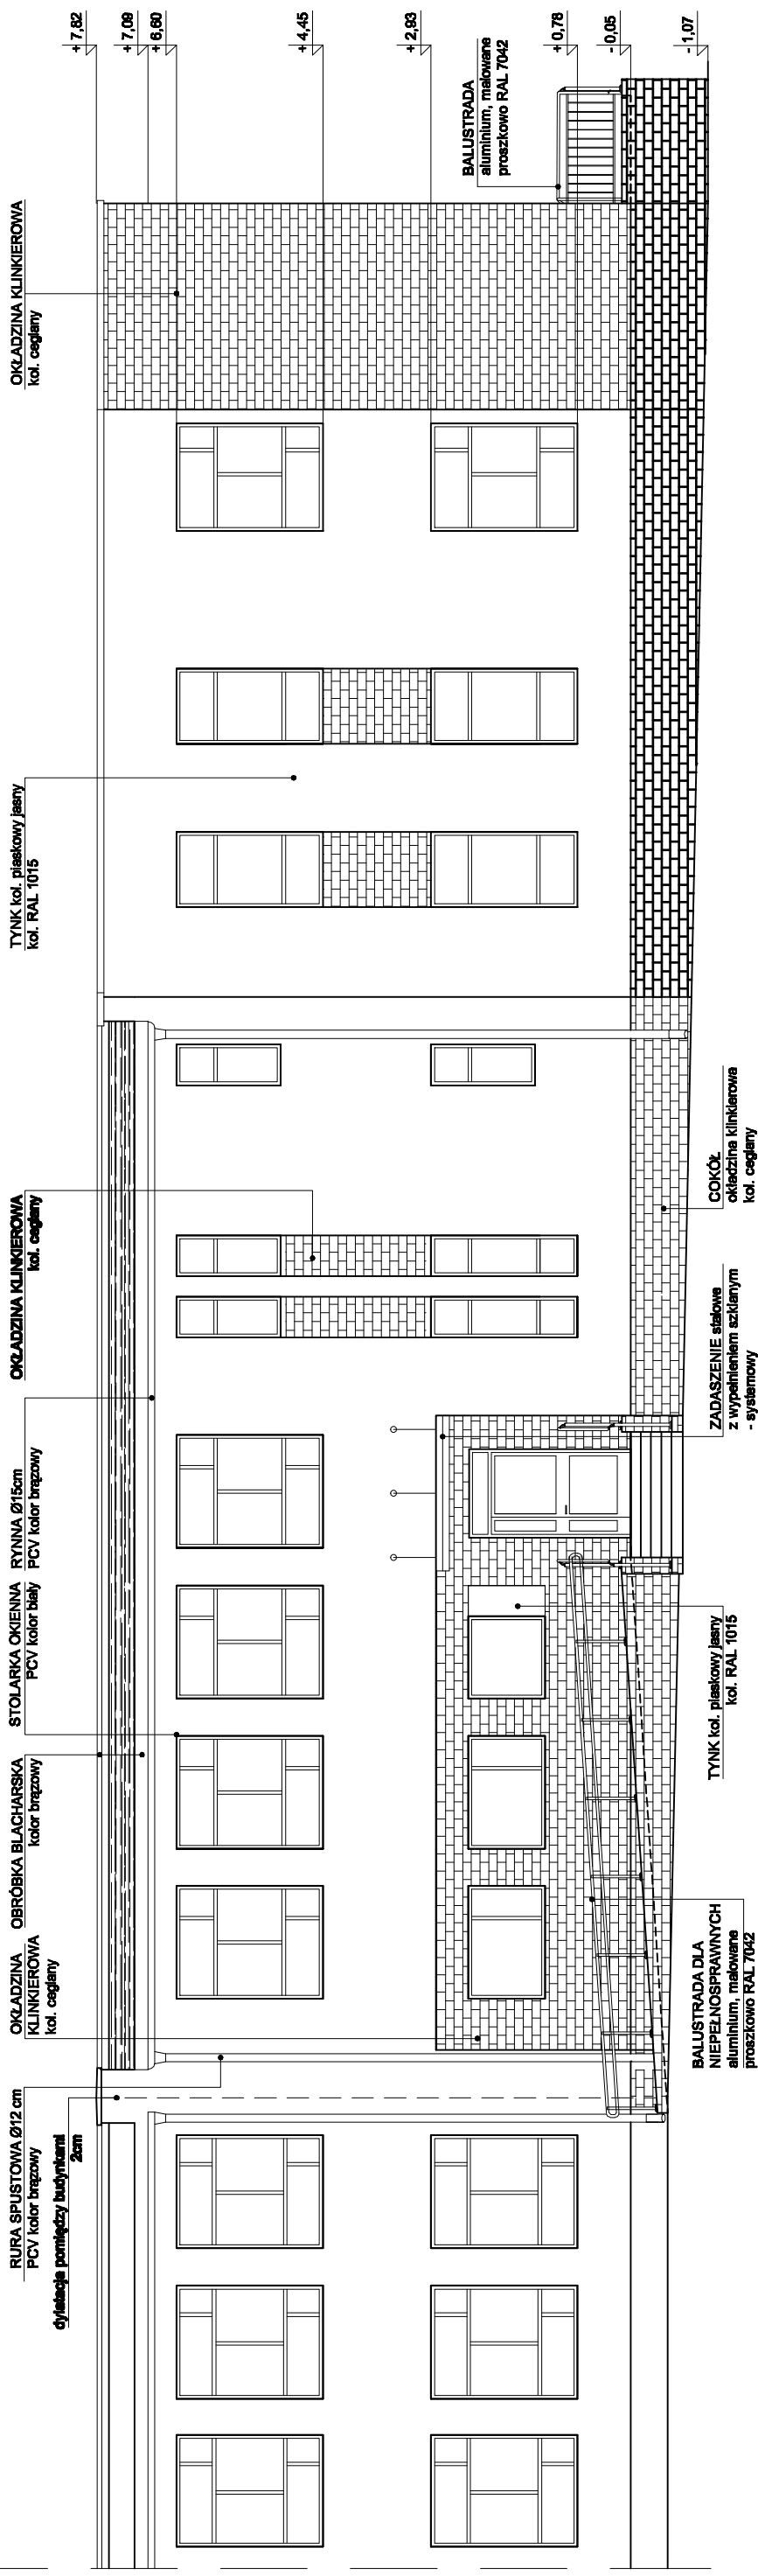 RURA SPUSTOWA Ø12 cm
PCV kolor brązowy
dylatacja pomiędzy budynkami
2cm
OKŁADZINA
KLINKIEROWA
kol. ceglany
OBRÓBKA BLACHARSKA
kolor brązowy
STOLARKA OKIENNA
PCV kolor biały
RYNNA Ø15cm
PCV kolor brązowy
OKŁADZINA KLINKIEROWA
kol. ceglany
TYNK kol. piaskowy jasny
kol. RAL 1015
OKŁADZINA KLINKIEROWA
kol. ceglany
+ 7,82
+ 7,09
+ 6,60
+ 4,45
+ 2,93
+ 0,78
- 0,05
- 1,07
BALUSTRADA
aluminium, malowane
proszkowo RAL 7042
BALUSTRADA DLA
NIEPEŁNOSPRAWNYCH
aluminium, malowane
proszkowo RAL 7042
TYNK kol. piaskowy jasny
kol. RAL 1015
ZADASZENIE stalowe
z wypełnieniem szklanym
- systemowy
COKÓŁ
okładzina klinkierowa
kol. ceglany